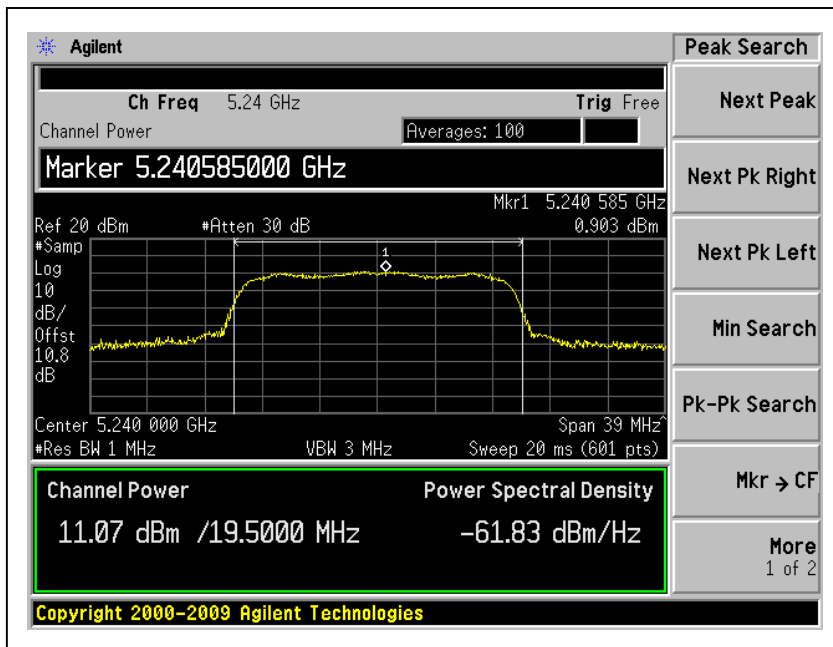 Agilent
Peak Search
Ch Freq 5.24 GHz Trig Free
Channel Power Averages: 100
Marker 5.240585000 GHz
Mkr1 5.240 585 GHz
Ref 20 dBm #Atten 30 dB 0.903 dBm
#Samp
Log
10
dB/
Offst
10.8
dB
1
Center 5.240 000 GHz Span 39 MHz^
#Res BW 1 MHz VBW 3 MHz Sweep 20 ms (601 pts)
Channel Power Power Spectral Density
11.07 dBm /19.5000 MHz -61.83 dBm/Hz
Next Peak
Next Pk Right
Next Pk Left
Min Search
Pk-Pk Search
Mkr → CF
More
1 of 2
Copyright 2000-2009 Agilent Technologies